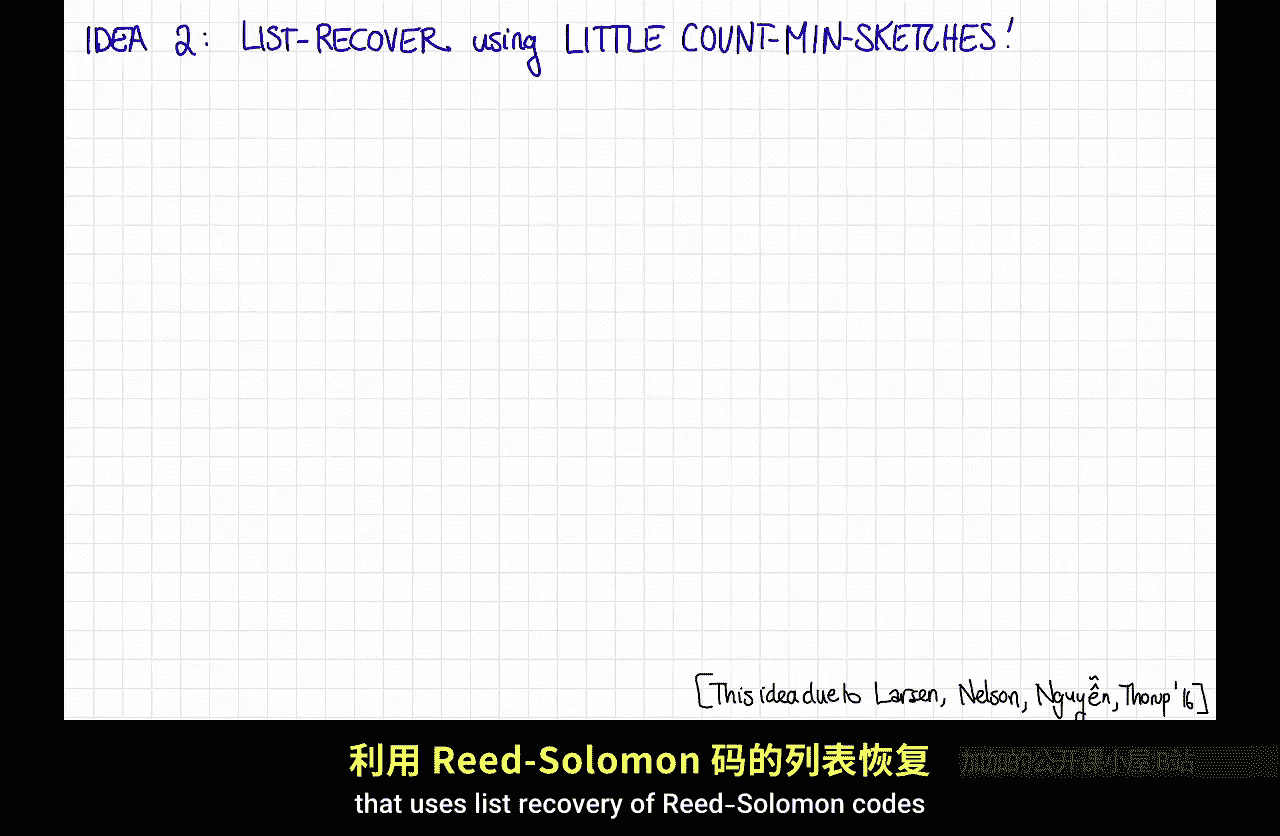 IDEA 2: LIST-RECOVER using LITTLE COUNT-MIN-SKETCHES!
[This idea due to Larsen, Nelson, Nguyễn, Thorup '16]
利用 Reed-Solomon 码的列表恢复
that uses list recovery of Reed-Solomon codes